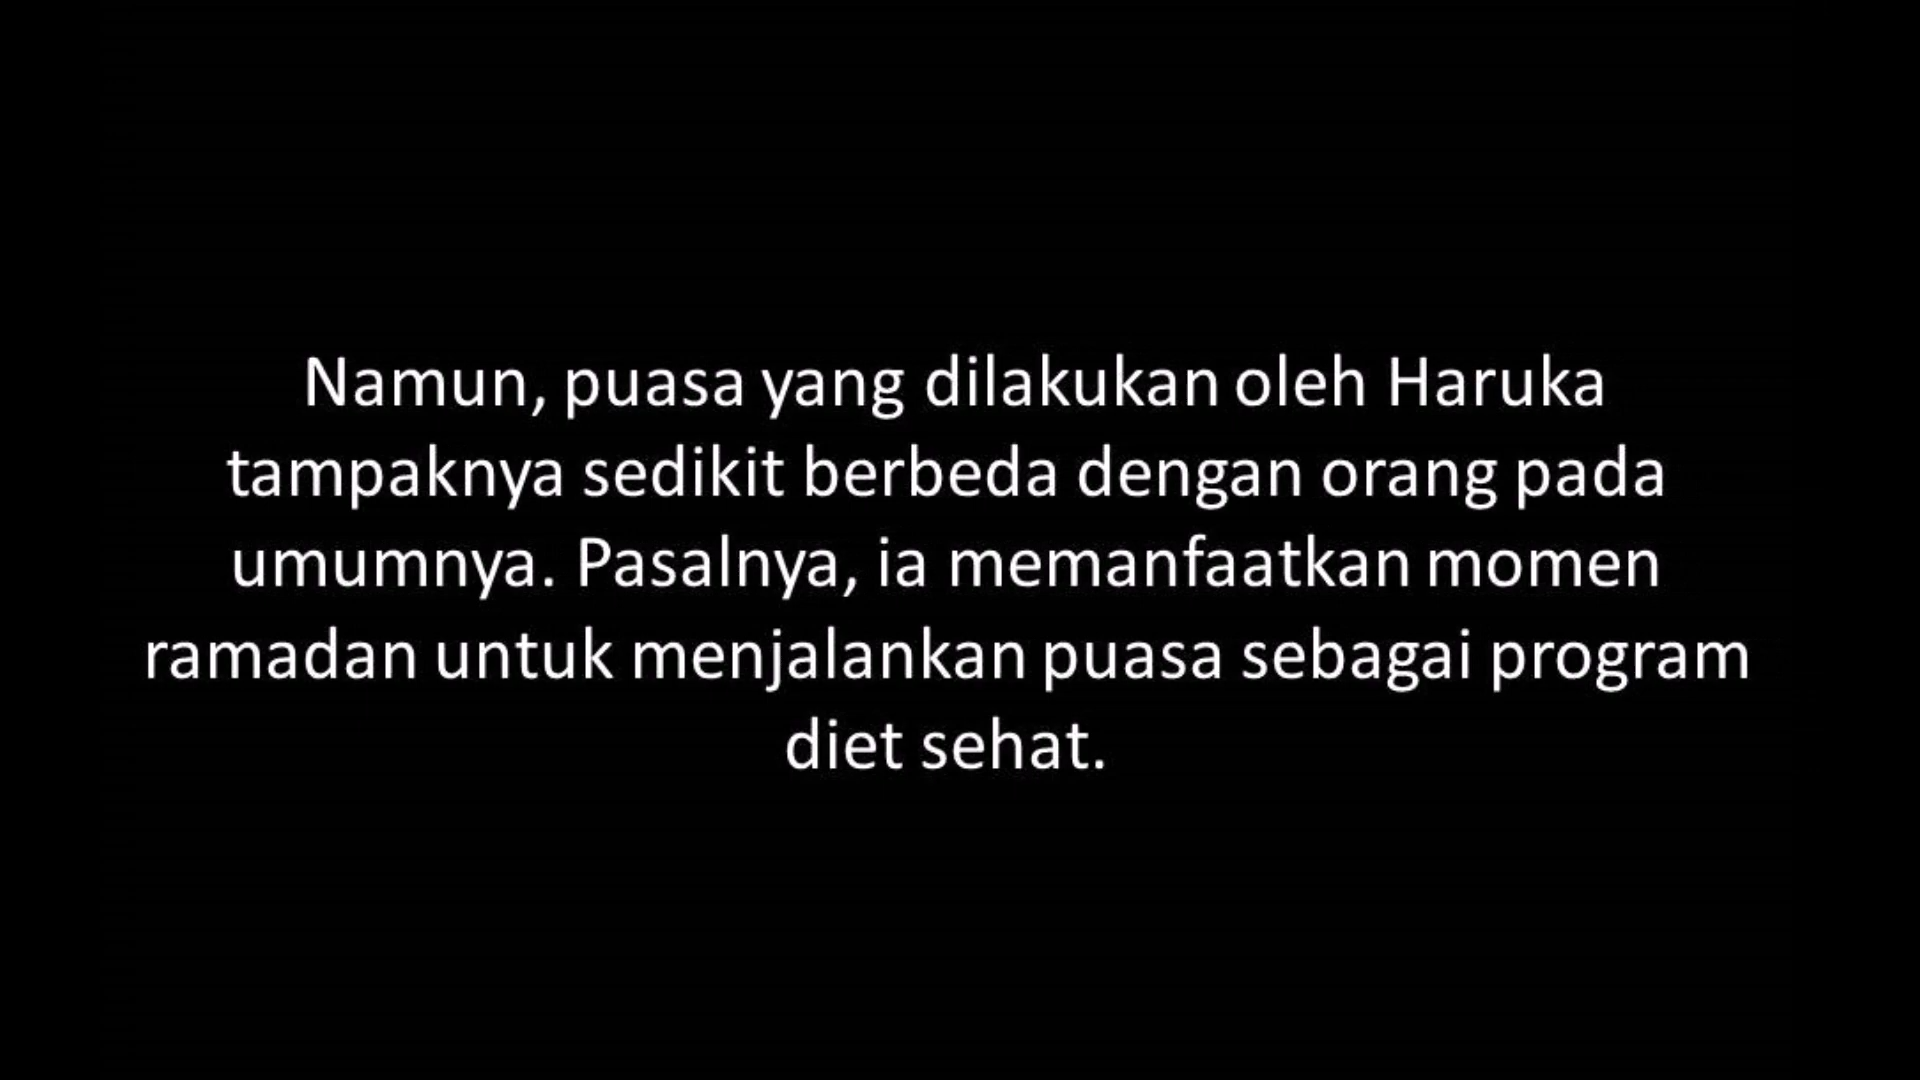 Namun, puasa yang dilakukan oleh Haruka
tampaknya sedikit berbeda dengan orang pada
umumnya. Pasalnya, ia memanfaatkan momen
ramadan untuk menjalankan puasa sebagai program
diet sehat.